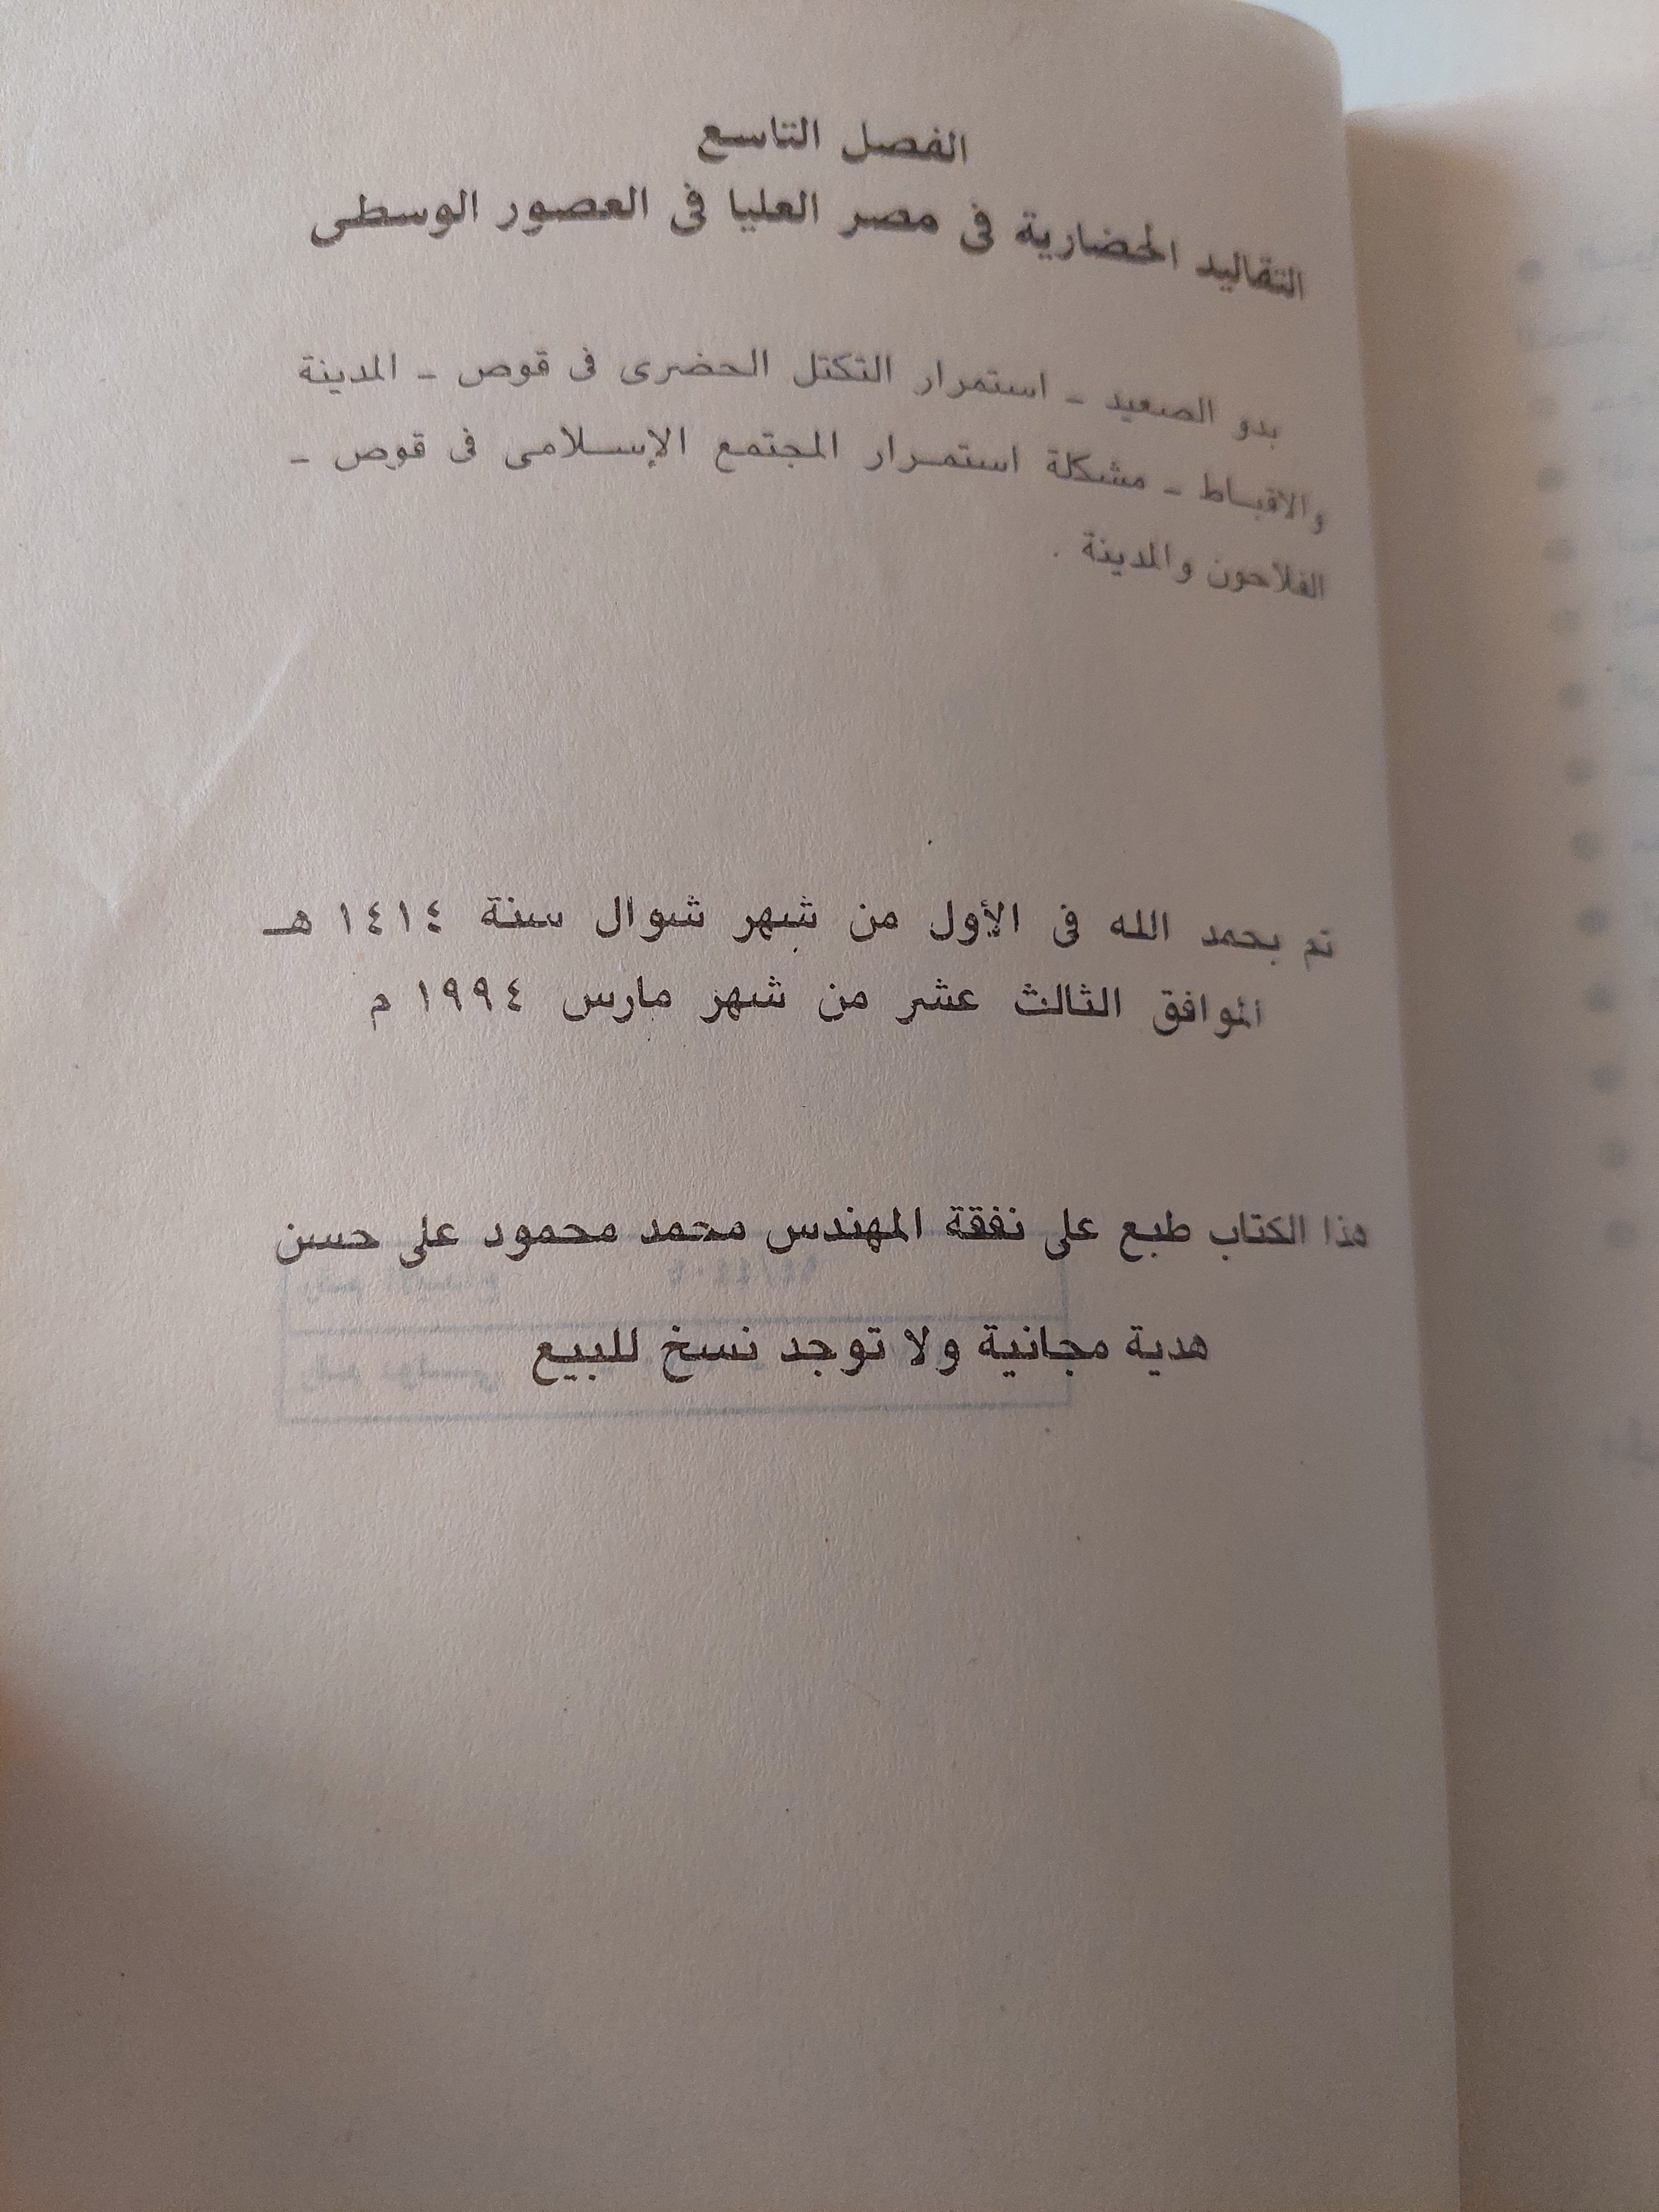 الفصل التاسع
التقاليد الحضارية فى مصر العليا فى العصور الوسطى
بدو الصعيد - استمرار التكتل الحضرى فى قوص - المدينة
والاقباط - مشكلة استمرار المجتمع الإسلامى فى قوص -
الفلاحون والمدينة .
تم بحمد الله فى الأول من شهر شوال سنة ١٤١٤ هـ
الموافق الثالث عشر من شهر مارس ١٩٩٤ م
هذا الكتاب طبع على نفقة المهندس محمد محمود على حسن
هدية مجانية ولا توجد نسخ للبيع